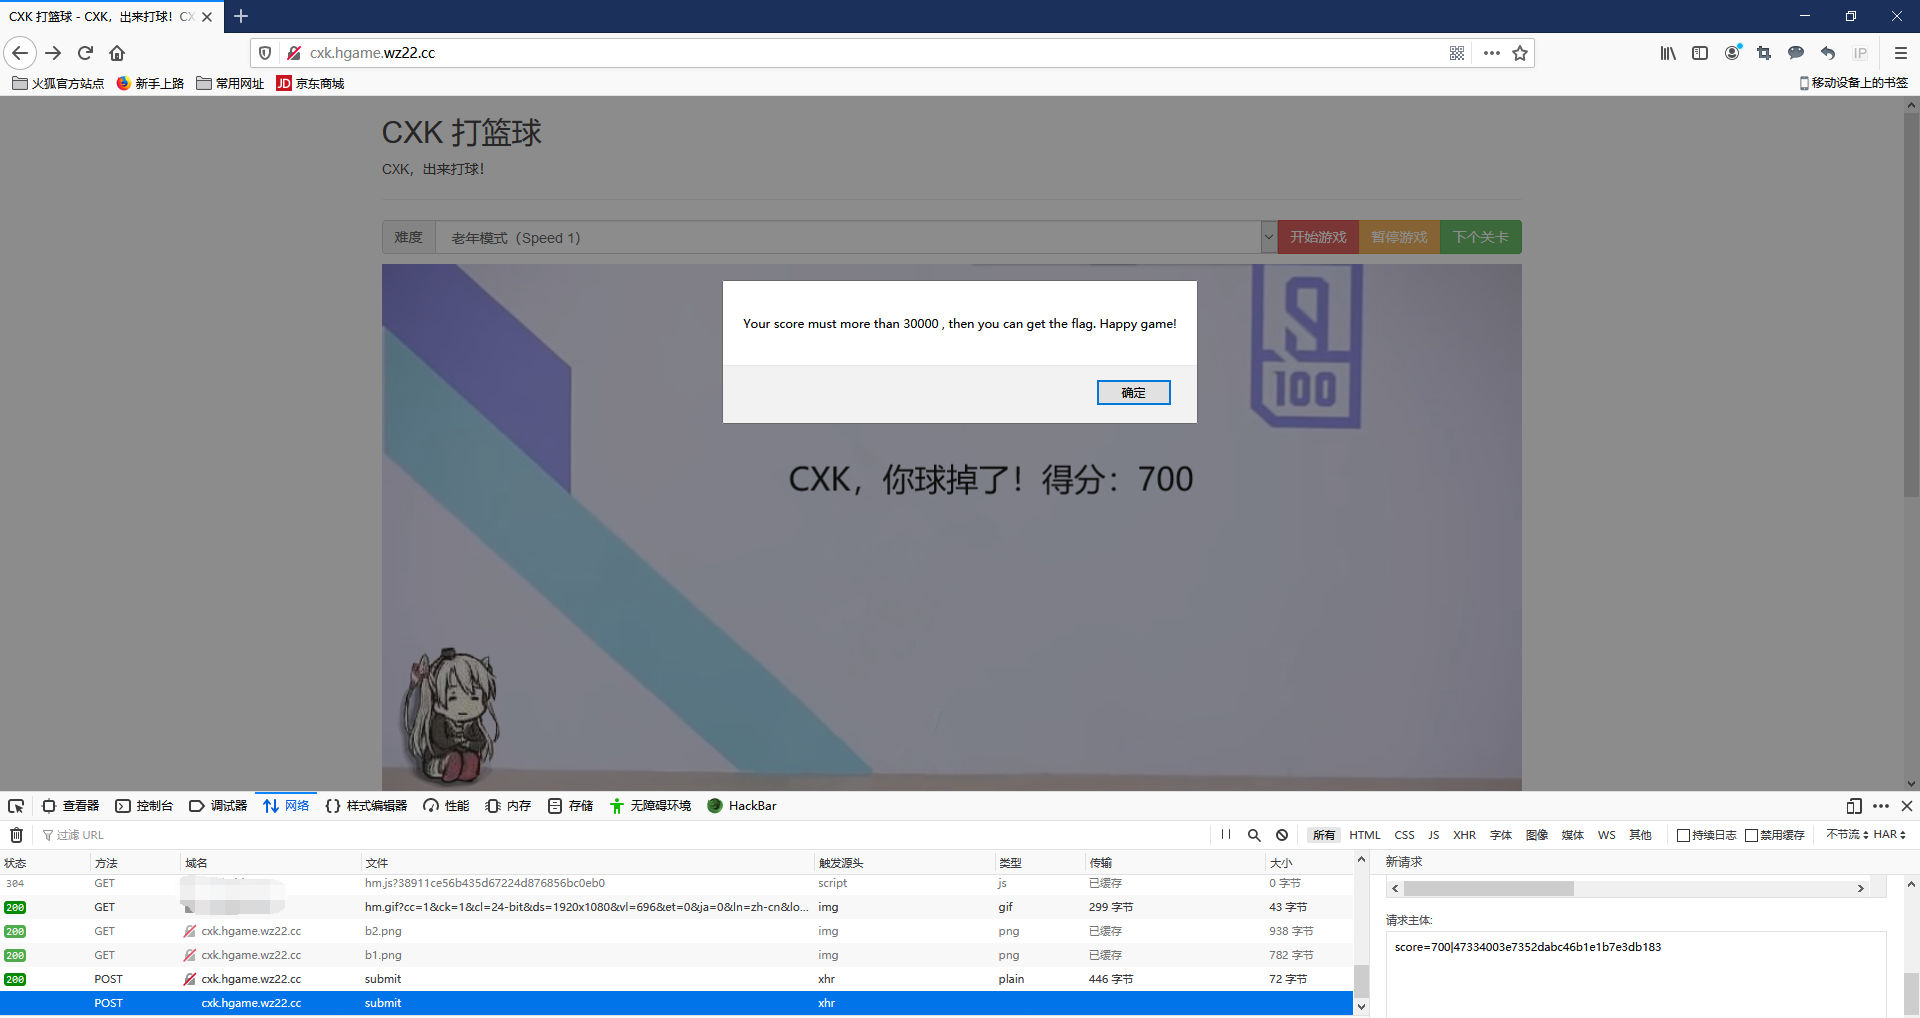 CXK 打篮球 - CXK，出来打球！CX
cxk.hgame.wz22.cc
IP
火狐官方站点 新手上路 常用网址 JD 京东商城 移动设备上的书签
CXK 打篮球
CXK，出来打球！
难度 老年模式（Speed 1） 开始游戏 暂停游戏 下个关卡
Your score must more than 30000 , then you can get the flag. Happy game!
确定
100
CXK，你球掉了！得分：700
查看器 控制台 调试器 网络 样式编辑器 性能 内存 存储 无障碍环境 HackBar
过滤 URL 所有 HTML CSS JS XHR 字体 图像 媒体 WS 其他 持续日志 禁用缓存 不节流 HAR
状态 方法 域名 文件 触发源头 类型 传输 大小 新请求
304 GET hm.js?38911ce56b435d67224d876856bc0eb0 script js 已缓存 0 字节
200 GET hm.gif?cc=1&ck=1&cl=24-bit&ds=1920x1080&vl=696&et=0&ja=0&ln=zh-cn&lo... img gif 299 字节 43 字节
200 GET cxk.hgame.wz22.cc b2.png img png 已缓存 938 字节
200 GET cxk.hgame.wz22.cc b1.png img png 已缓存 782 字节
200 POST cxk.hgame.wz22.cc submit xhr plain 446 字节 72 字节
POST cxk.hgame.wz22.cc submit xhr
请求主体:
score=700|47334003e7352dabc46b1e1b7e3db183